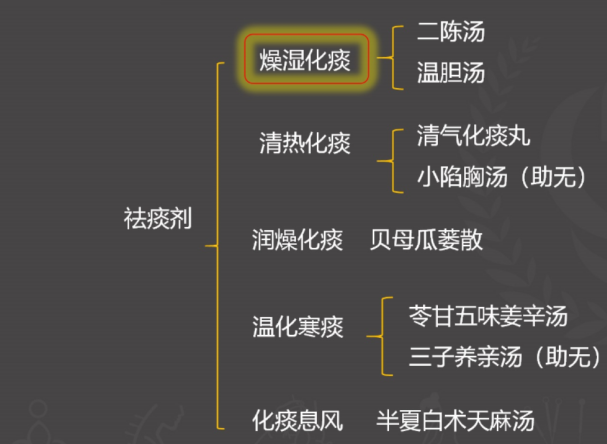 祛痰剂
燥湿化痰
二陈汤
温胆汤
清热化痰
清气化痰丸
小陷胸汤（助无）
润燥化痰 贝母瓜蒌散
温化寒痰
苓甘五味姜辛汤
三子养亲汤（助无）
化痰息风 半夏白术天麻汤